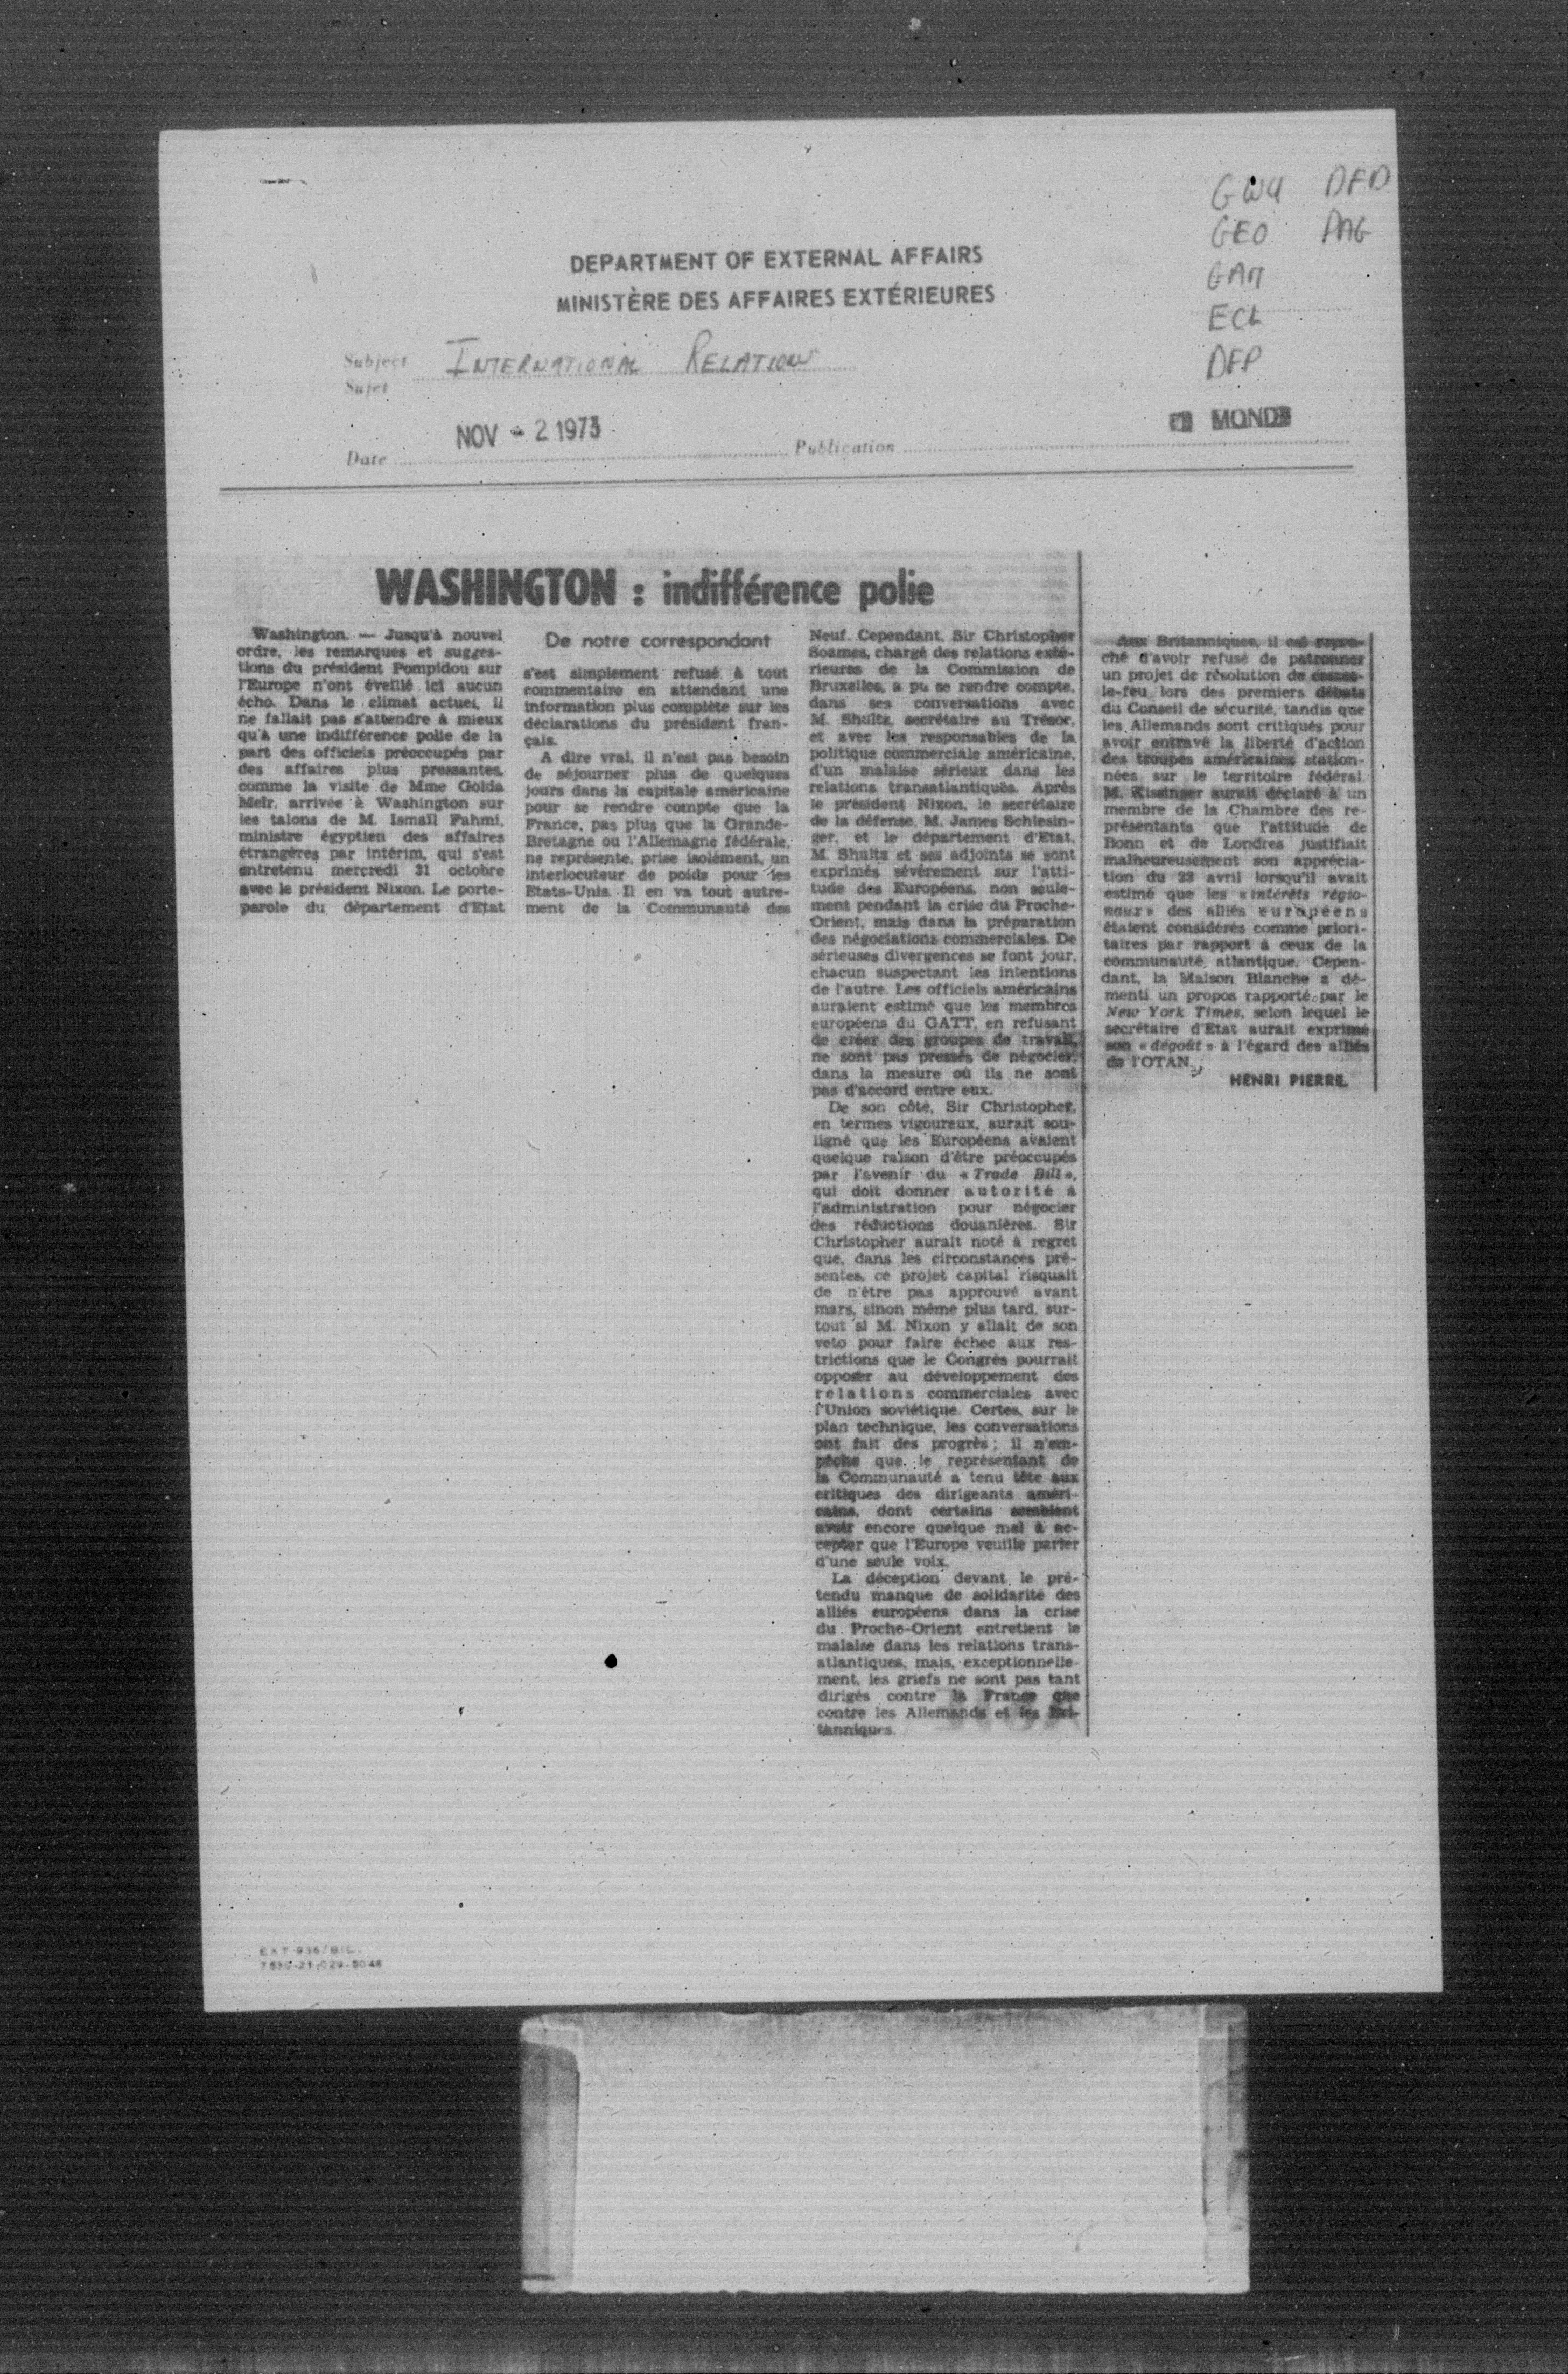 GWU DFD
GEO PAG
GAM
ECL
DFP
DEPARTMENT OF EXTERNAL AFFAIRS
MINISTÈRE DES AFFAIRES EXTÉRIEURES
Subject INTERNATIONAL RELATIONS
Sujet
MONDE
Date NOV - 2 1973 Publication
WASHINGTON : indifférence polie
Washington. — Jusqu'à nouvel
ordre, les remarques et sugges-
tions du président Pompidou sur
l'Europe n'ont éveillé ici aucun
écho. Dans le climat actuel, il
ne fallait pas s'attendre à mieux
qu'à une indifférence polie de la
part des officiels préoccupés par
des affaires plus pressantes,
comme la visite de Mme Golda
Meir, arrivée à Washington sur
les talons de M. Ismaïl Fahmi,
ministre égyptien des affaires
étrangères par intérim, qui s'est
entretenu mercredi 31 octobre
avec le président Nixon. Le porte-
parole du département d'Etat
De notre correspondant
s'est simplement refusé à tout
commentaire en attendant une
information plus complète sur les
déclarations du président fran-
çais.
A dire vrai, il n'est pas besoin
de séjourner plus de quelques
jours dans la capitale américaine
pour se rendre compte que la
France, pas plus que la Grande-
Bretagne ou l'Allemagne fédérale,
ne représente, prise isolément, un
interlocuteur de poids pour les
Etats-Unis. Il en va tout autre-
ment de la Communauté des
Neuf. Cependant, Sir Christopher
Soames, chargé des relations exté-
rieures de la Commission de
Bruxelles, a pu se rendre compte,
dans ses conversations avec
M. Shultz, secrétaire au Trésor,
et avec les responsables de la
politique commerciale américaine,
d'un malaise sérieux dans les
relations transatlantiques. Après
le président Nixon, le secrétaire
de la défense, M. James Schlesin-
ger, et le département d'Etat,
M. Shultz et ses adjoints se sont
exprimés sévèrement sur l'atti-
tude des Européens, non seule-
ment pendant la crise du Proche-
Orient, mais dans la préparation
des négociations commerciales. De
sérieuses divergences se font jour,
chacun suspectant les intentions
de l'autre. Les officiels américains
auraient estimé que les membres
européens du GATT, en refusant
de créer des groupes de travail,
ne sont pas pressés de négocier,
dans la mesure où ils ne sont
pas d'accord entre eux.
De son côté, Sir Christopher,
en termes vigoureux, aurait sou-
ligné que les Européens avaient
quelque raison d'être préoccupés
par l'avenir du « Trade Bill »,
qui doit donner autorité à
l'administration pour négocier
des réductions douanières. Sir
Christopher aurait noté à regret
que, dans les circonstances pré-
sentes, ce projet capital risquait
de n'être pas approuvé avant
mars, sinon même plus tard, sur-
tout si M. Nixon y allait de son
veto pour faire échec aux res-
trictions que le Congrès pourrait
opposer au développement des
relations commerciales avec
l'Union soviétique. Certes, sur le
plan technique, les conversations
ont fait des progrès ; il n'em-
pêche que le représentant de
la Communauté a tenu tête aux
critiques des dirigeants améri-
cains, dont certains semblent
avoir encore quelque mal à ac-
cepter que l'Europe veuille parler
d'une seule voix.
La déception devant le pré-
tendu manque de solidarité des
alliés européens dans la crise
du Proche-Orient entretient le
malaise dans les relations trans-
atlantiques, mais, exceptionnelle-
ment, les griefs ne sont pas tant
dirigés contre la France que
contre les Allemands et les Bri-
tanniques.
Aux Britanniques, il est repro-
ché d'avoir refusé de patronner
un projet de résolution de cessez-
le-feu lors des premiers débats
du Conseil de sécurité, tandis que
les Allemands sont critiqués pour
avoir entravé la liberté d'action
des troupes américaines station-
nées sur le territoire fédéral.
M. Kissinger aurait déclaré à un
membre de la Chambre des re-
présentants que l'attitude de
Bonn et de Londres justifiait
malheureusement son apprécia-
tion du 23 avril lorsqu'il avait
estimé que les « intérêts régio-
naux » des alliés européens
étaient considérés comme priori-
taires par rapport à ceux de la
communauté atlantique. Cepen-
dant, la Maison Blanche a dé-
menti un propos rapporté par le
New York Times, selon lequel le
secrétaire d'Etat aurait exprimé
son « dégoût » à l'égard des alliés
de l'OTAN.
HENRI PIERRE.
EXT 936/BIL.
7530-21-029-5048